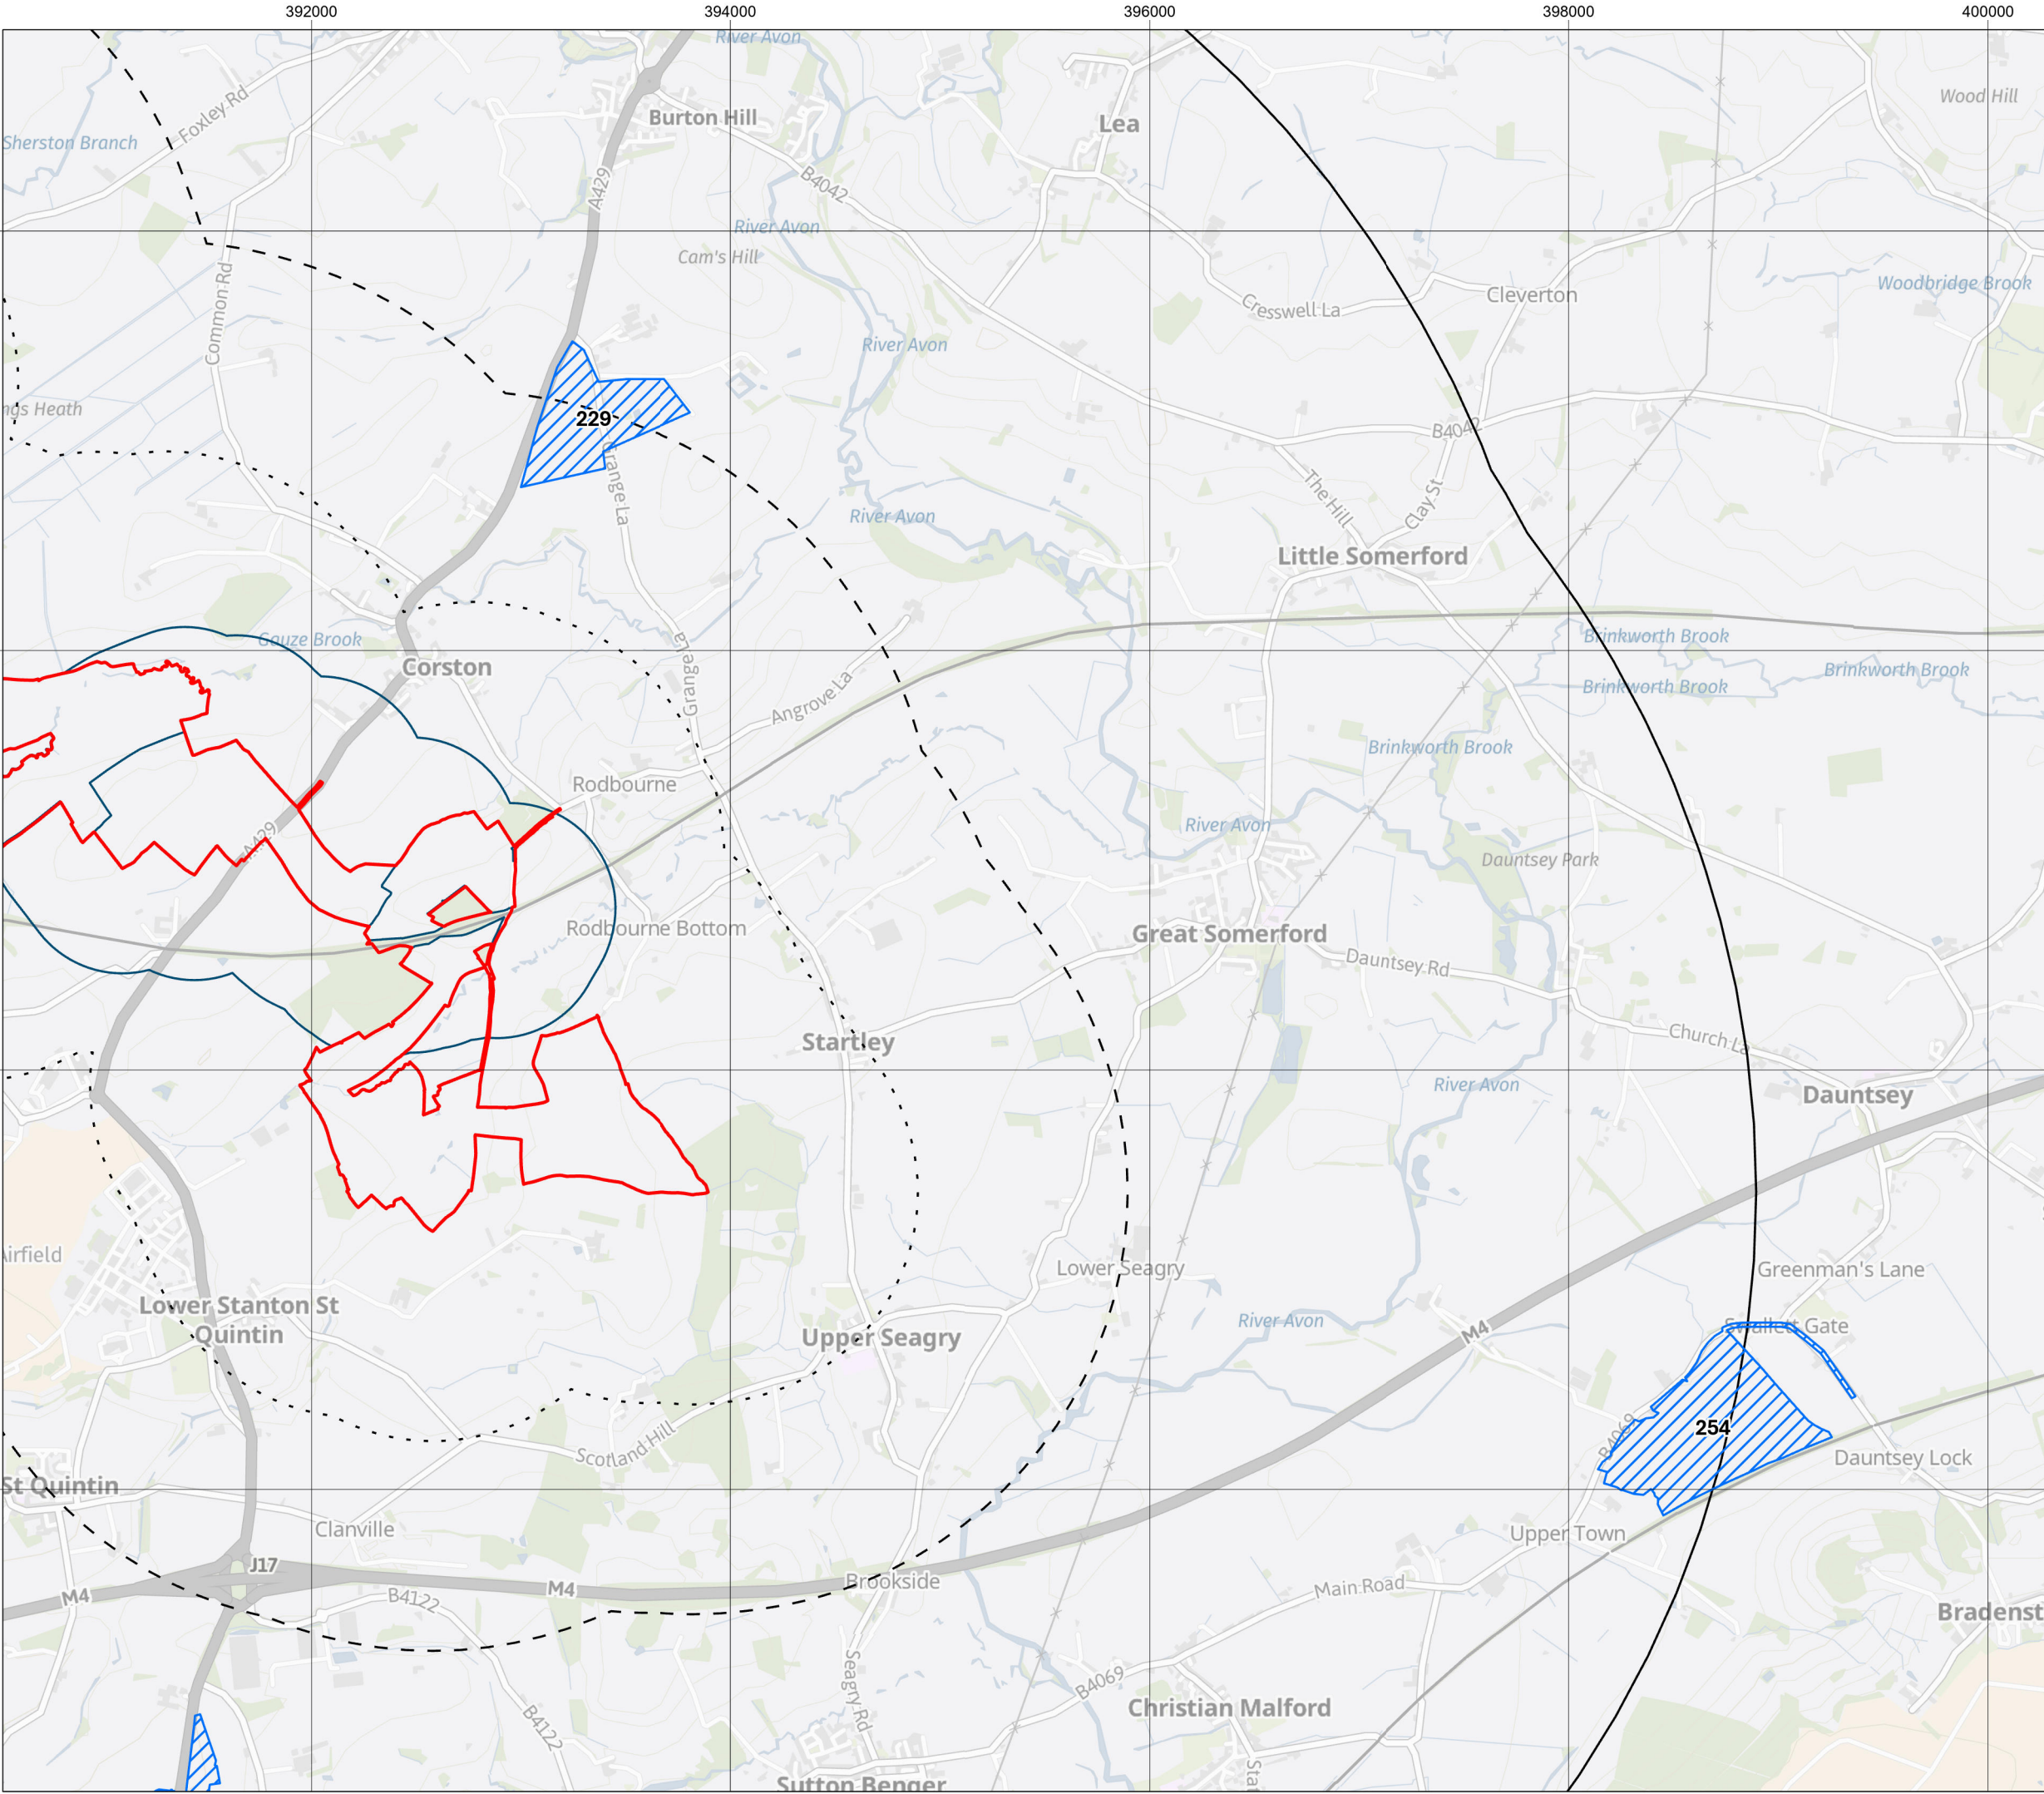 392000
394000
396000
398000
400000
River Avon
Foxley Rd
Burton Hill
Lea
Wood Hill
Sherston Branch
A429
B4042
River Avon
Cam's Hill
Common Rd
Cresswell La
Cleverton
Woodbridge Brook
River Avon
ngs Heath
229
B4042
Grange La
The Hill
Clay St
River Avon
Little Somerford
Gauze Brook
Corston
Grange La
Angrove La
Brinkworth Brook
Brinkworth Brook
Brinkworth Brook
Brinkworth Brook
Rodbourne
River Avon
A429
Dauntsey Park
Rodbourne Bottom
Great Somerford
Dauntsey Rd
Startley
Church La
River Avon
Dauntsey
Airfield
Lower Seagry
Greenman's Lane
Lower Stanton St
Quintin
Upper Seagry
River Avon
M4
Swallett Gate
254
B4069
Scotland Hill
Dauntsey Lock
St Quintin
Clanville
Upper Town
J17
M4
M4
B4122
Brookside
Main Road
Bradenst
Seagry Rd
B4069
Christian Malford
B4122
Stat
Sutton Benger